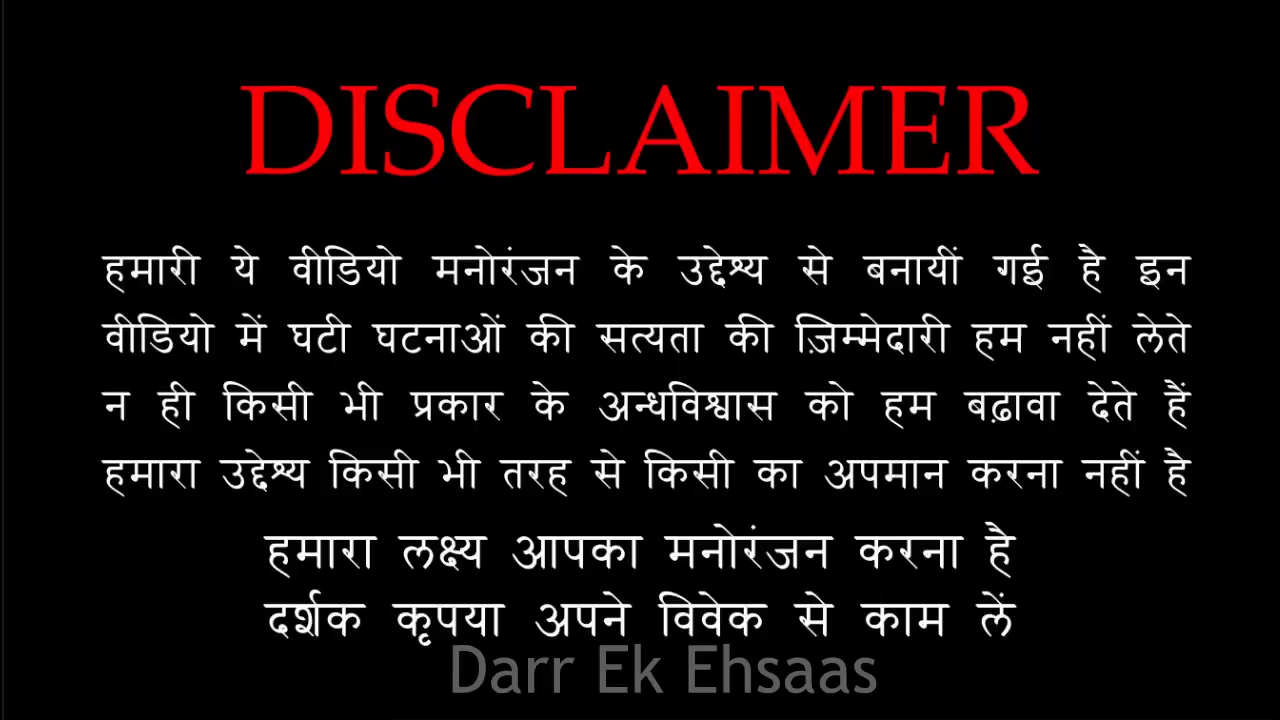 DISCLAIMER
हमारी ये वीडियो मनोरंजन के उद्देश्य से बनायीं गई है इन
वीडियो में घटी घटनाओं की सत्यता की ज़िम्मेदारी हम नहीं लेते
न ही किसी भी प्रकार के अन्धविश्वास को हम बढ़ावा देते हैं
हमारा उद्देश्य किसी भी तरह से किसी का अपमान करना नहीं है
हमारा लक्ष्य आपका मनोरंजन करना है
दर्शक कृपया अपने विवेक से काम लें
Darr Ek Ehsaas